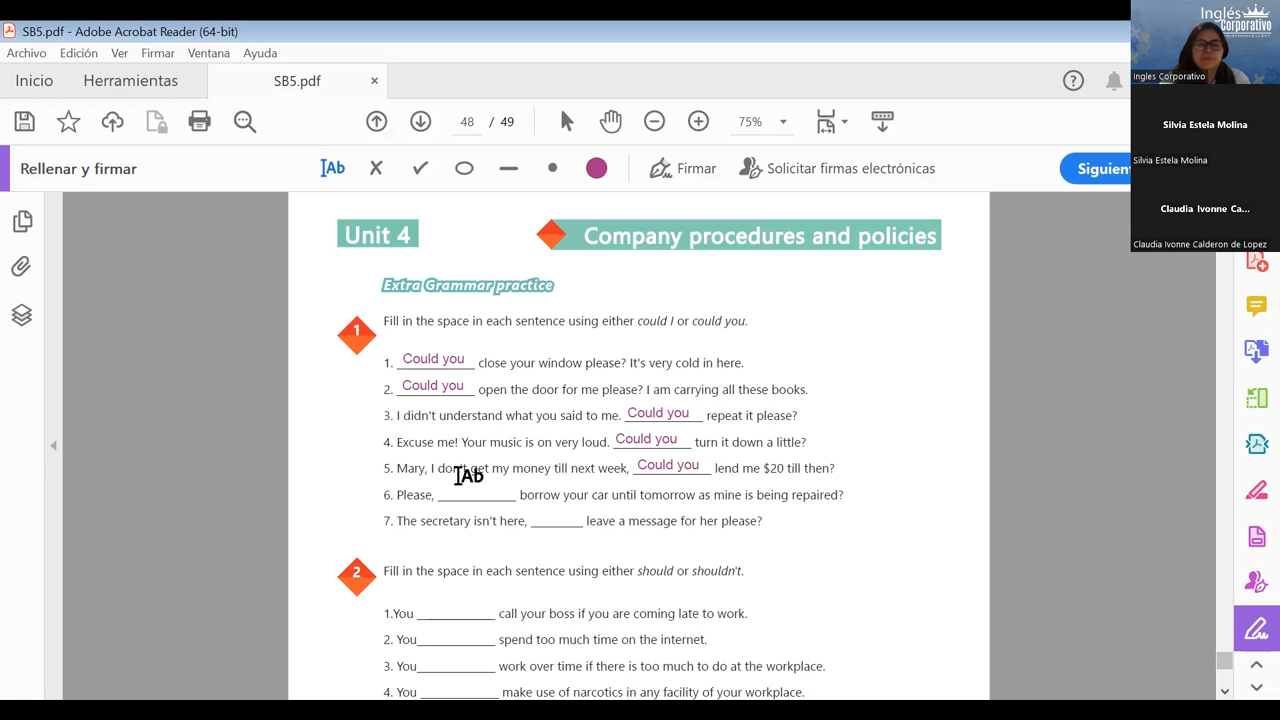 SB5.pdf - Adobe Acrobat Reader (64-bit)
Archivo Edición Ver Firmar Ventana Ayuda
Inicio Herramientas SB5.pdf ×
48 / 49 75%
Rellenar y firmar Ab Firmar Solicitar firmas electrónicas Siguien
Inglés
Corporativo
Ingles Corporativo
Silvia Estela Molina
Silvia Estela Molina
Claudia Ivonne Ca...
Claudia Ivonne Calderon de Lopez
Unit 4 Company procedures and policies
Extra Grammar practice
1 Fill in the space in each sentence using either could I or could you.
1. Could you close your window please? It's very cold in here.
2. Could you open the door for me please? I am carrying all these books.
3. I didn't understand what you said to me. Could you repeat it please?
4. Excuse me! Your music is on very loud. Could you turn it down a little?
5. Mary, I don't get my money till next week, Could you lend me $20 till then?
Ab
6. Please, ____________ borrow your car until tomorrow as mine is being repaired?
7. The secretary isn't here, ________ leave a message for her please?
2 Fill in the space in each sentence using either should or shouldn't.
1.You ____________ call your boss if you are coming late to work.
2. You____________ spend too much time on the internet.
3. You____________ work over time if there is too much to do at the workplace.
4. You ____________ make use of narcotics in any facility of your workplace.